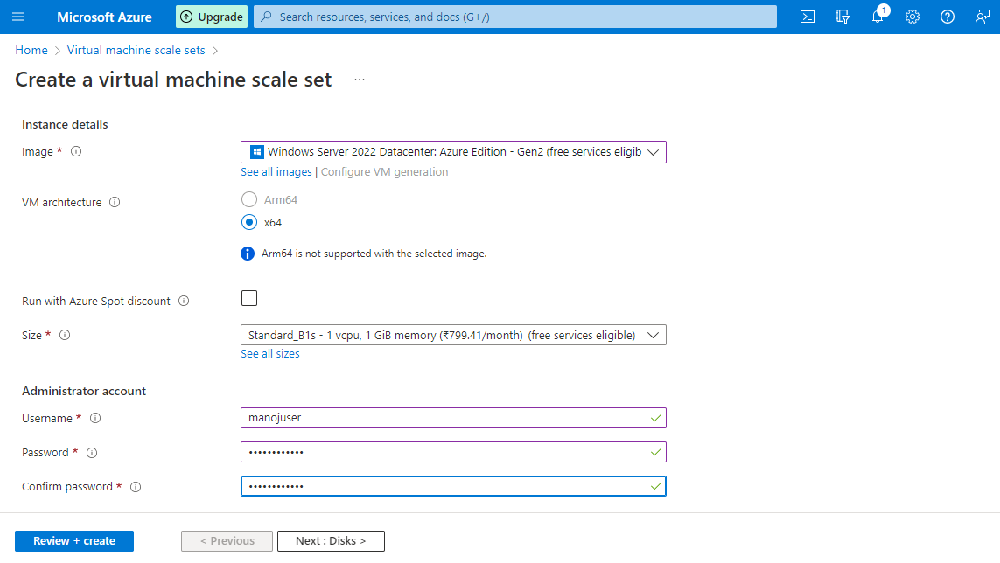 Microsoft Azure
Upgrade
Search resources, services, and docs (G+/)
1
Home > Virtual machine scale sets >
Create a virtual machine scale set ...
Instance details
Image *
Windows Server 2022 Datacenter: Azure Edition - Gen2 (free services eligib
See all images | Configure VM generation
VM architecture
Arm64
x64
Arm64 is not supported with the selected image.
Run with Azure Spot discount
Size *
Standard_B1s - 1 vcpu, 1 GiB memory (₹799.41/month) (free services eligible)
See all sizes
Administrator account
Username *
manojuser
Password *
••••••••••••
Confirm password *
••••••••••••
Review + create
< Previous
Next : Disks >